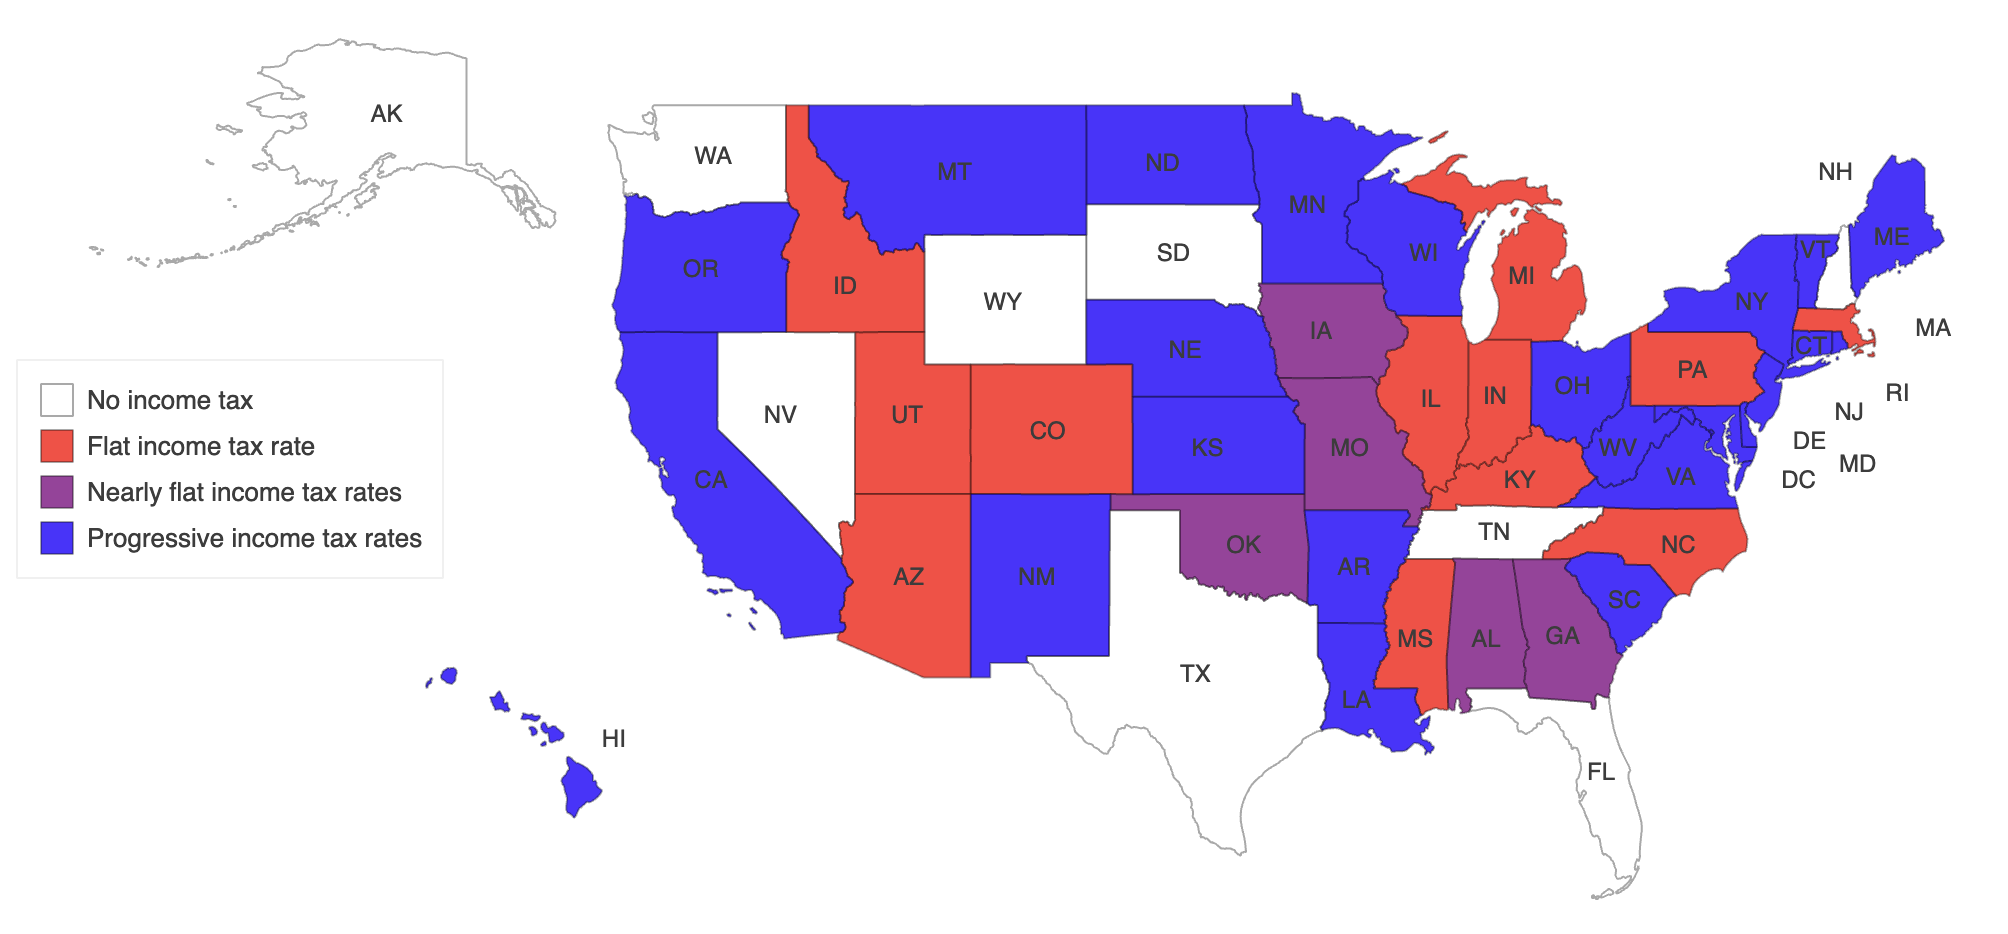 AK
WA
MT
ND
MN
NH
ME
VT
OR
ID
WY
SD
WI
MI
NY
MA
IA
NE
CT
PA
RI
OH
IL
IN
NJ
No income tax
NV
UT
CO
KS
MO
WV
DE
MD
Flat income tax rate
CA
KY
VA
DC
Nearly flat income tax rates
Progressive income tax rates
TN
OK
NC
AZ
NM
AR
SC
MS
AL
GA
TX
LA
HI
FL